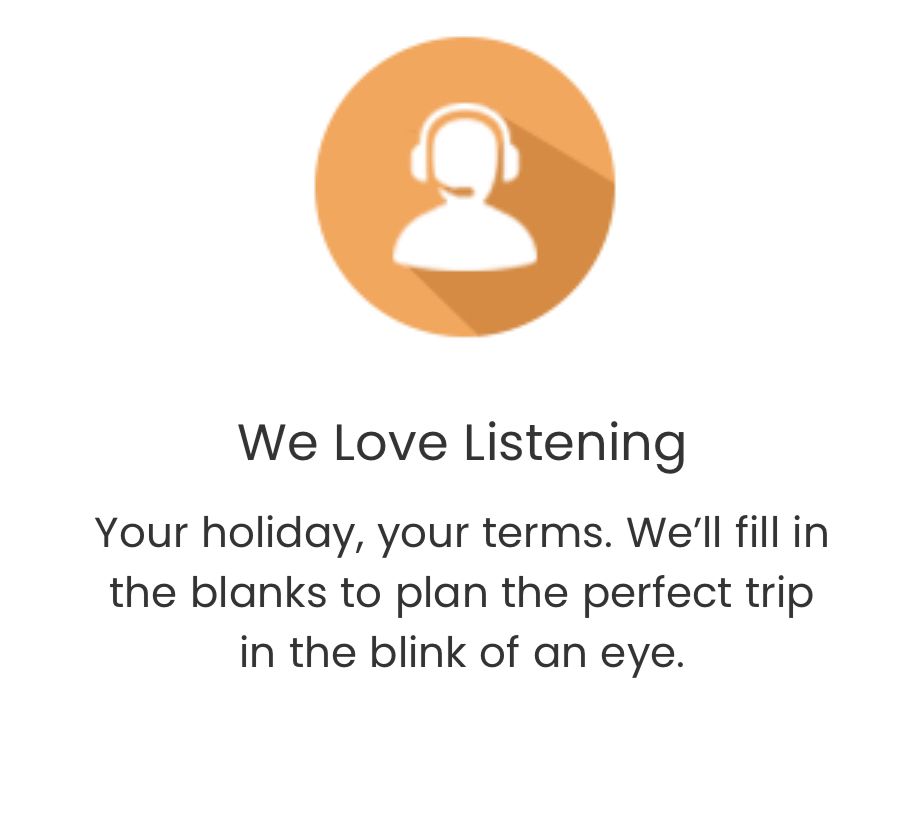 We Love Listening
Your holiday, your terms. We’ll fill in
the blanks to plan the perfect trip
in the blink of an eye.